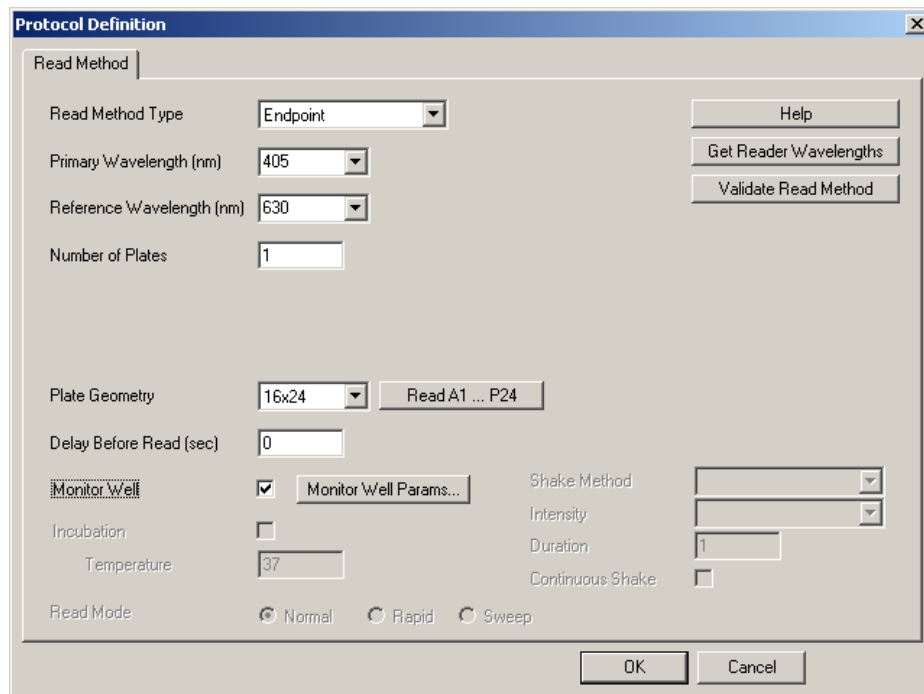 Protocol Definition
Read Method
Read Method Type Endpoint Help
Primary Wavelength (nm) 405 Get Reader Wavelengths
Reference Wavelength (nm) 630 Validate Read Method
Number of Plates 1
Plate Geometry 16x24 Read A1 ... P24
Delay Before Read (sec) 0
Monitor Well Monitor Well Params... Shake Method
Incubation Intensity
Temperature 37 Duration 1
Continuous Shake
Read Mode Normal Rapid Sweep
OK Cancel